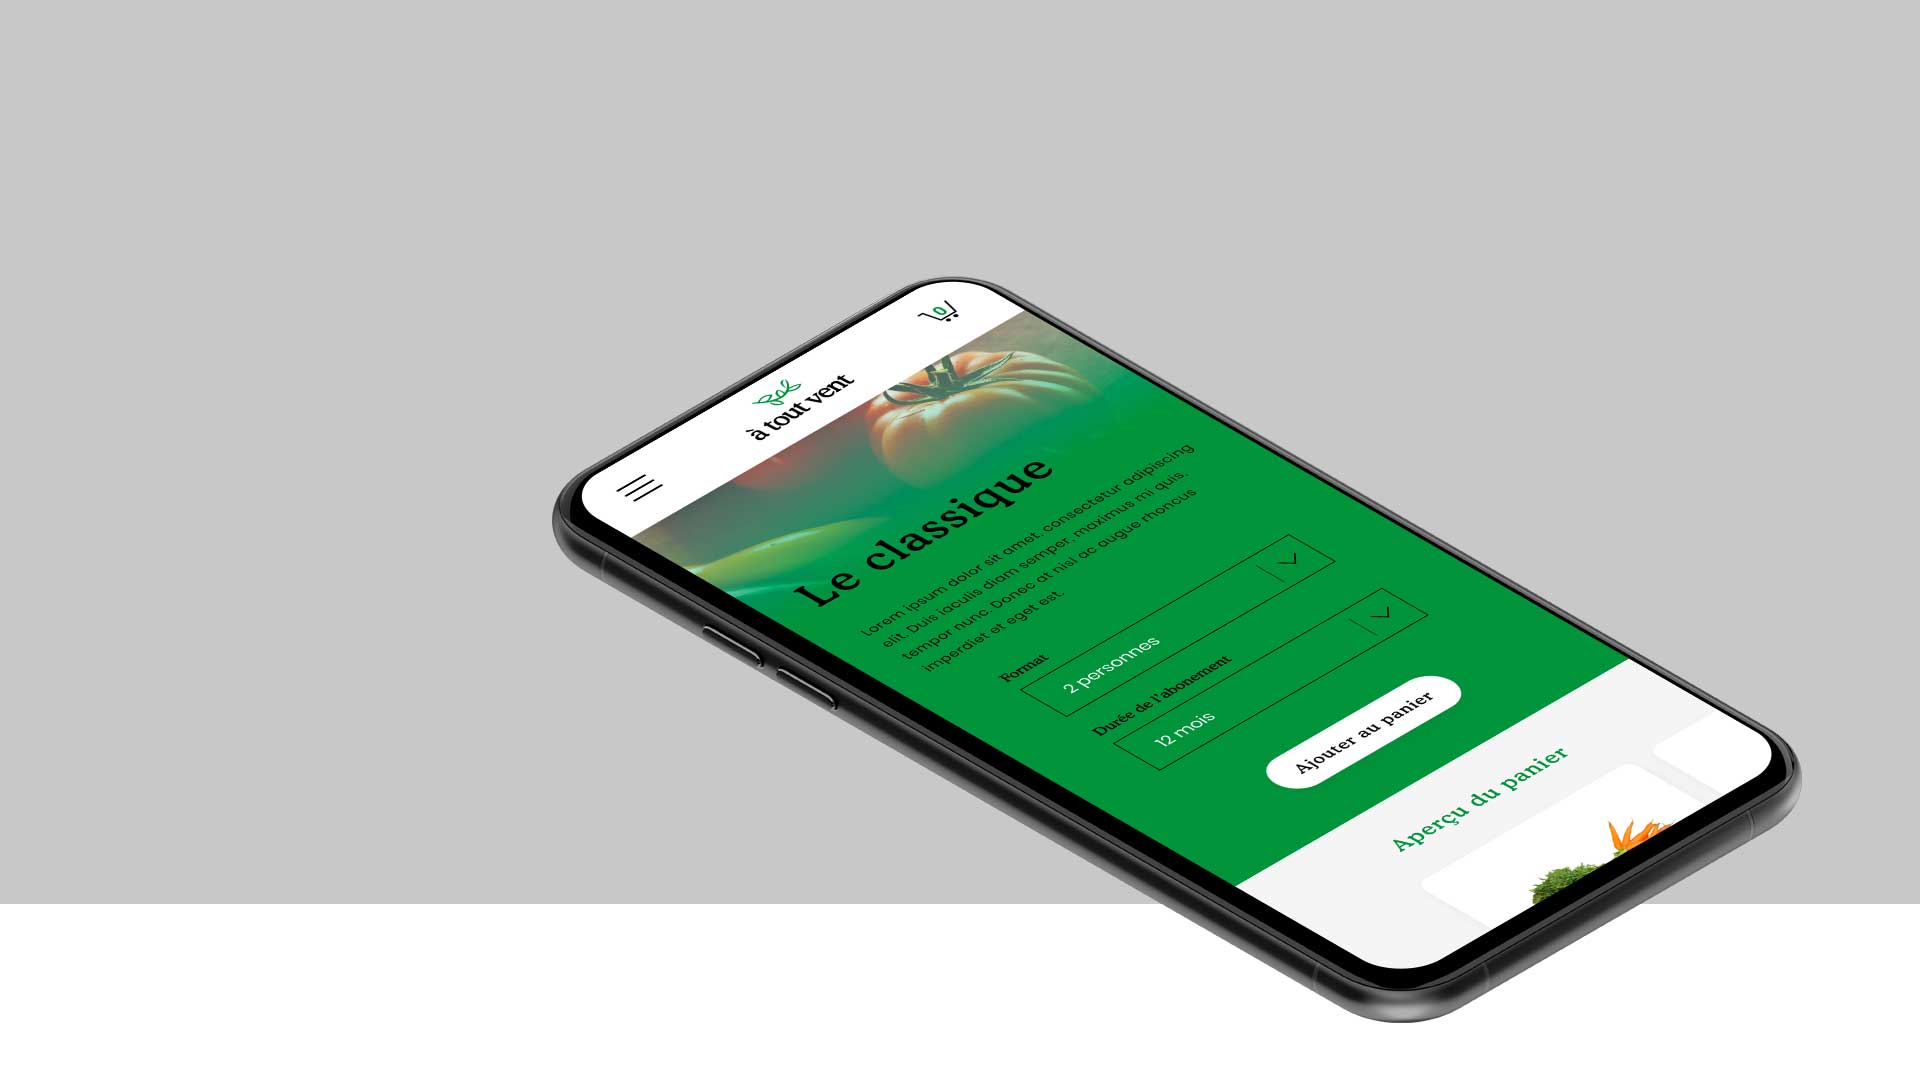 0
à tout vent
Le classique
Lorem ipsum dolor sit amet, consectetur adipiscing
elit. Duis iaculis diam semper, maximus mi quis,
tempor nunc. Donec at nisl ac augue rhoncus
imperdiet et eget est.
Format
2 personnes
Durée de l'abonement
12 mois
Ajouter au panier
Aperçu du panier